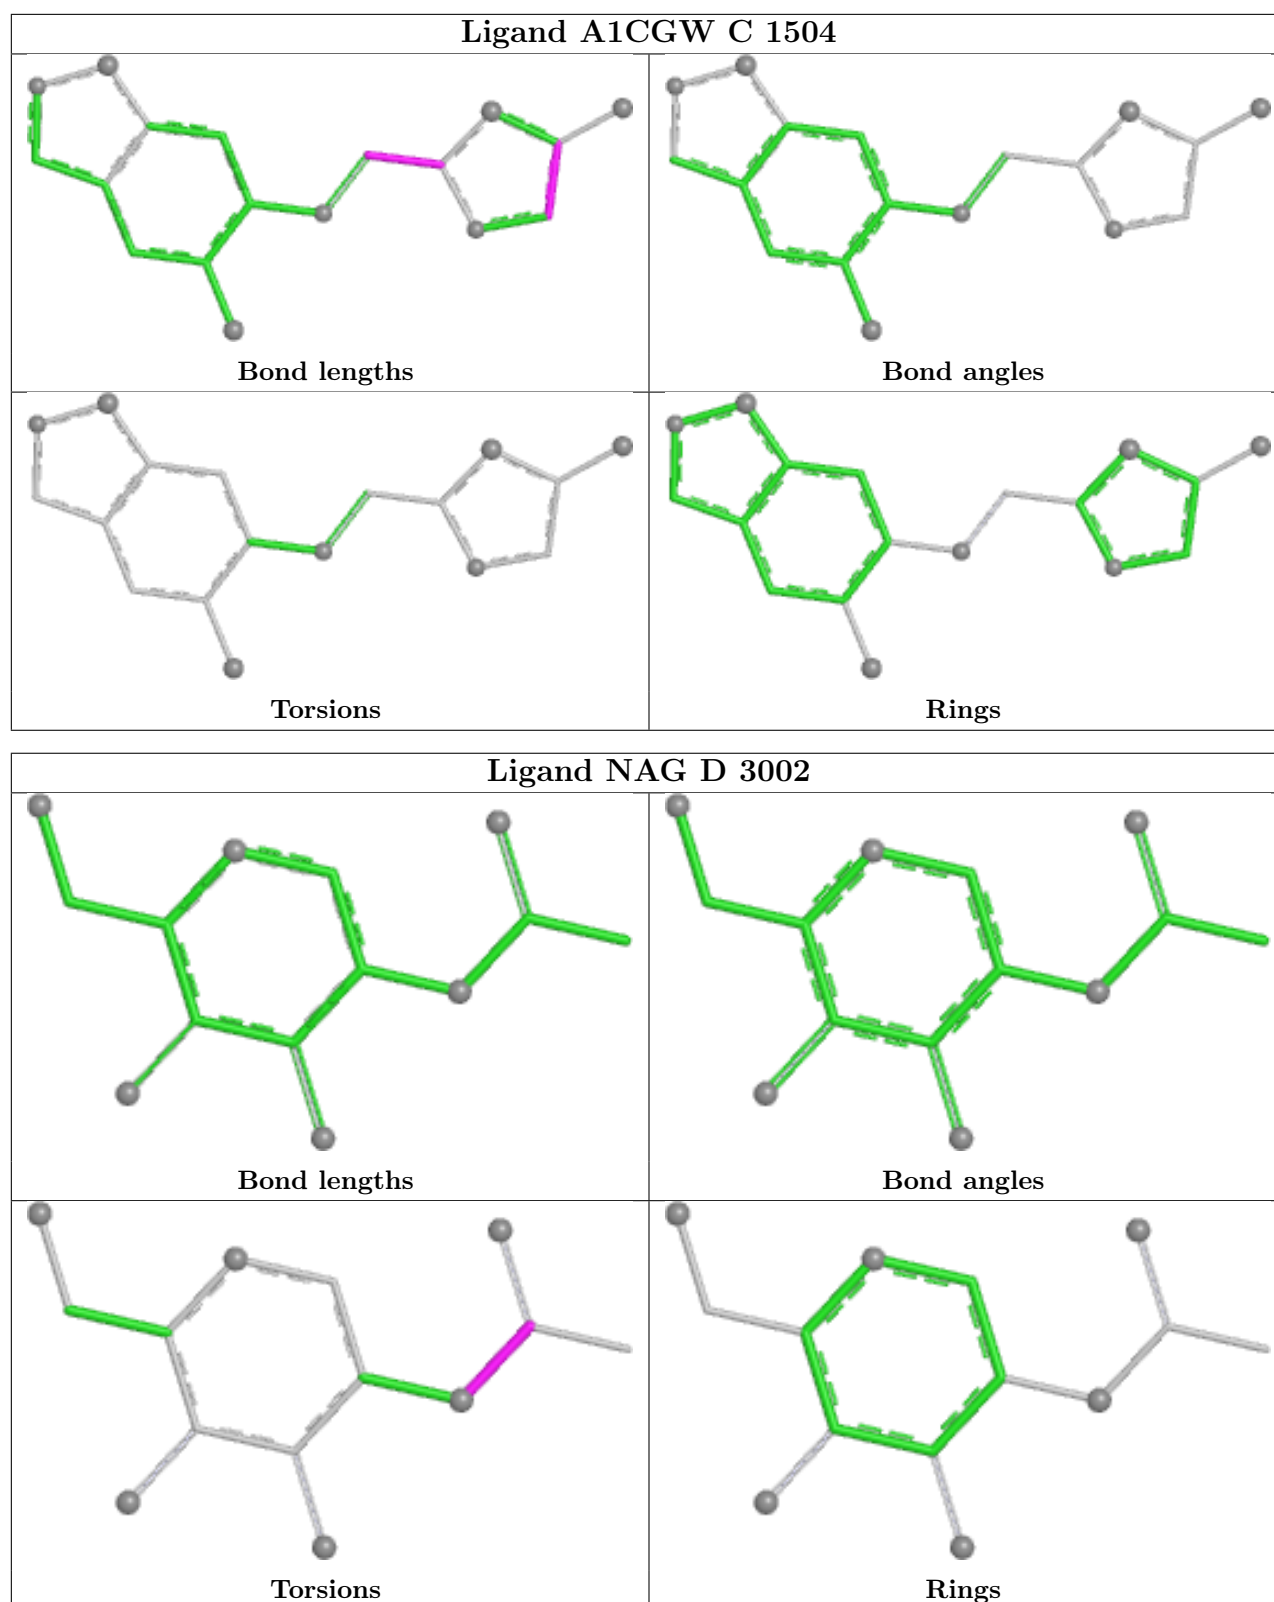 Ligand A1CGW C 1504
Bond lengths
Bond angles
Torsions
Rings
Ligand NAG D 3002
Bond lengths
Bond angles
Torsions
Rings